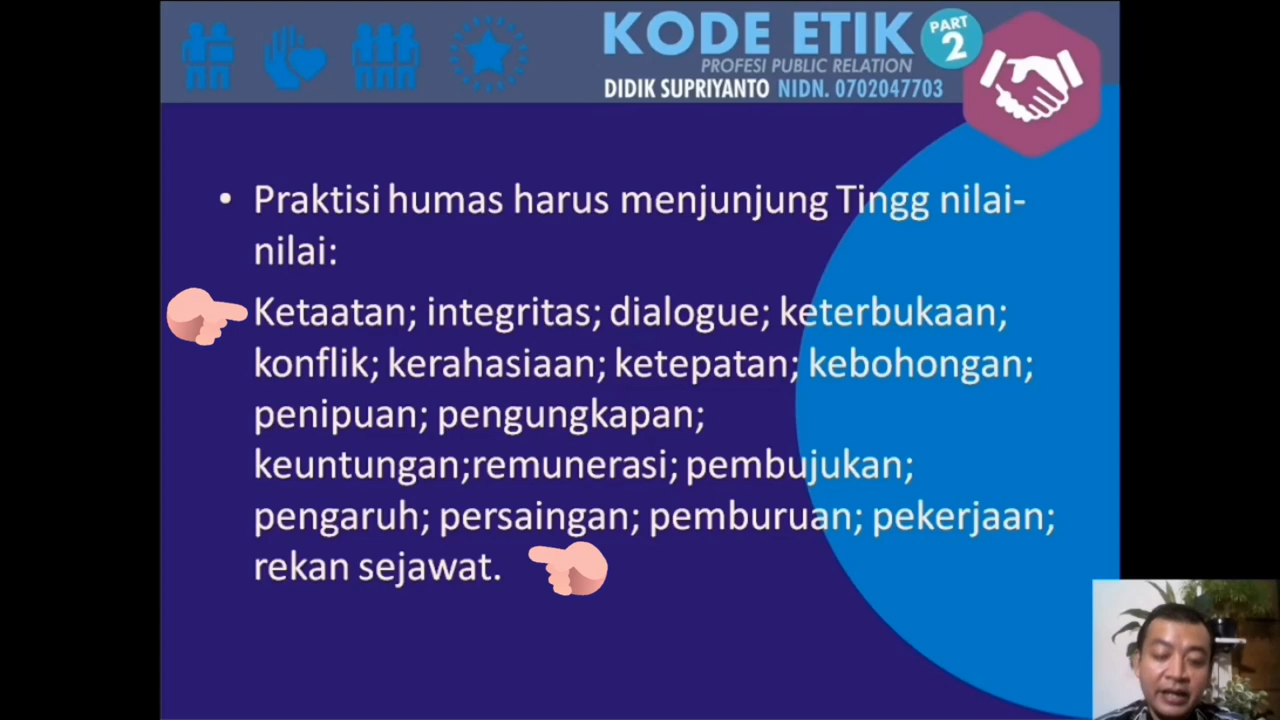 KODE ETIK PART 2
PROFESI PUBLIC RELATION
DIDIK SUPRIYANTO NIDN. 0702047703
• Praktisi humas harus menjunjung Tingg nilai-
nilai:
Ketaatan; integritas; dialogue; keterbukaan;
konflik; kerahasiaan; ketepatan; kebohongan;
penipuan; pengungkapan;
keuntungan;remunerasi; pembujukan;
pengaruh; persaingan; pemburuan; pekerjaan;
rekan sejawat.